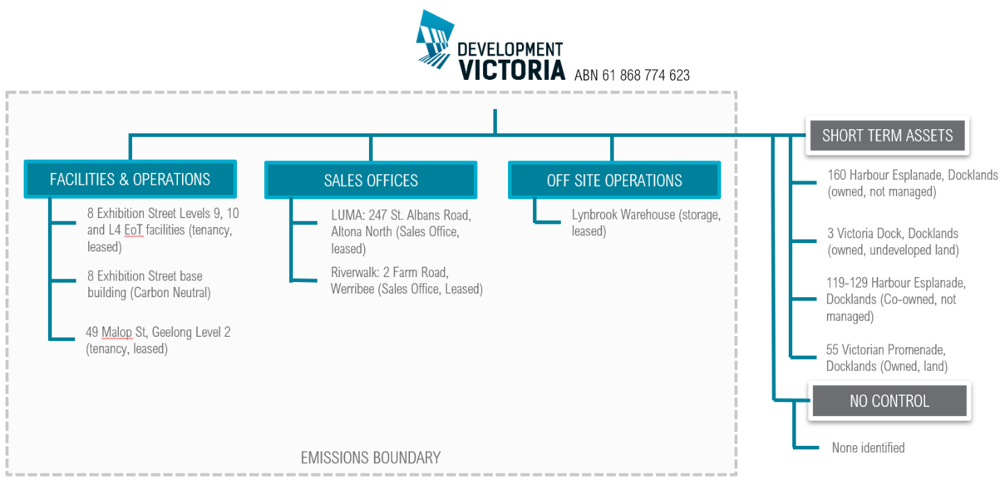 DEVELOPMENT
VICTORIA
ABN 61 868 774 623
FACILITIES & OPERATIONS
8 Exhibition Street Levels 9, 10
and L4 EoT facilities (tenancy,
leased)
8 Exhibition Street base
building (Carbon Neutral)
49 Malop St, Geelong Level 2
(tenancy, leased)
SALES OFFICES
LUMA: 247 St. Albans Road,
Altona North (Sales Office,
leased)
Riverwalk: 2 Farm Road,
Werribee (Sales Office, Leased)
OFF SITE OPERATIONS
Lynbrook Warehouse (storage,
leased)
EMISSIONS BOUNDARY
SHORT TERM ASSETS
160 Harbour Esplanade, Docklands
(owned, not managed)
3 Victoria Dock, Docklands
(owned, undeveloped land)
119-129 Harbour Esplanade,
Docklands (Co-owned, not
managed)
55 Victorian Promenade,
Docklands (Owned, land)
NO CONTROL
None identified